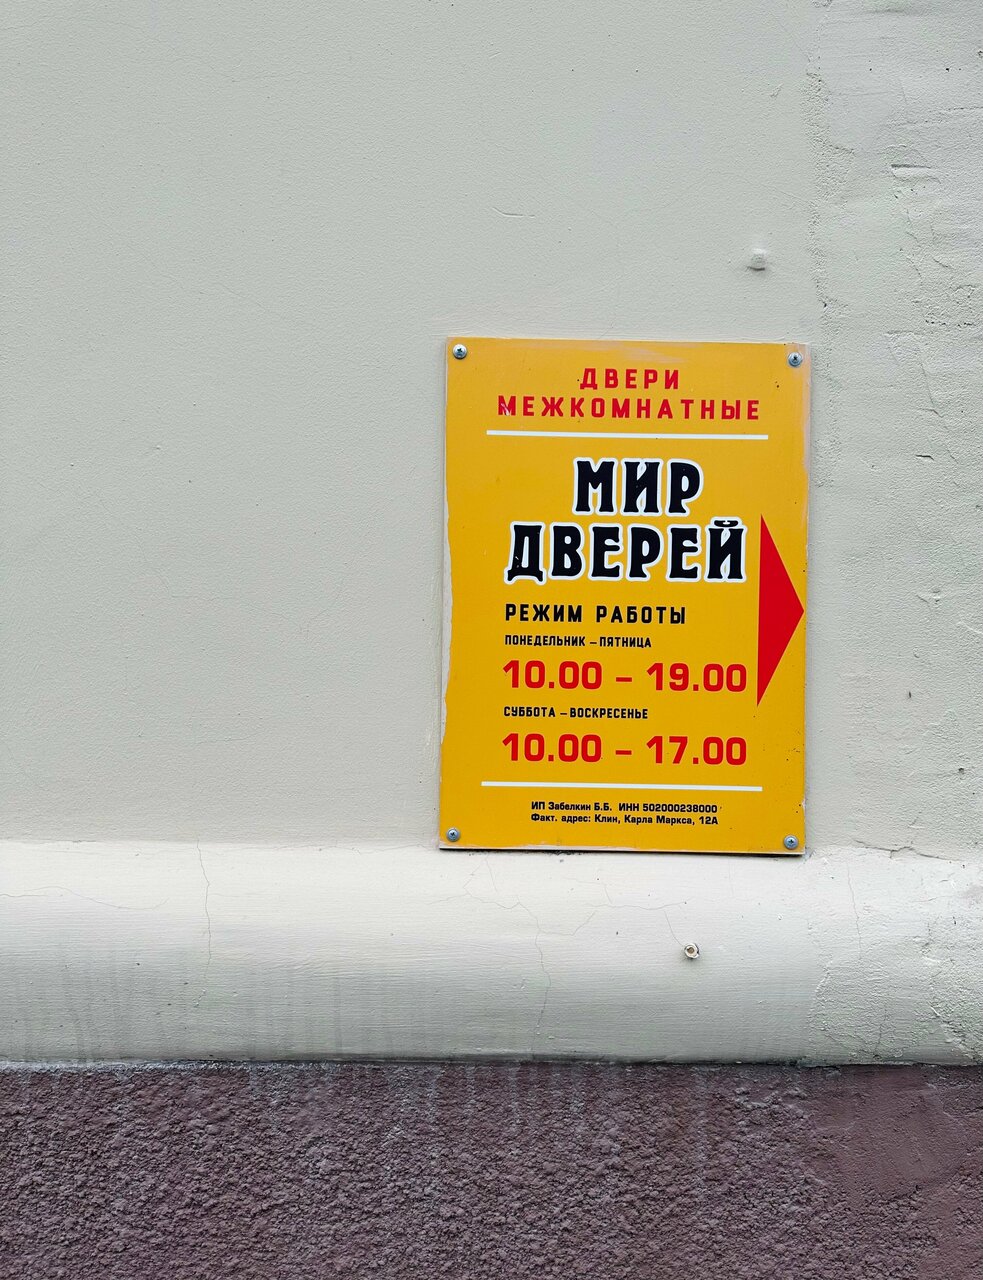 ДВЕРИ
МЕЖКОМНАТНЫЕ
МИР
ДВЕРЕЙ
РЕЖИМ РАБОТЫ
ПОНЕДЕЛЬНИК – ПЯТНИЦА
10.00 – 19.00
СУББОТА – ВОСКРЕСЕНЬЕ
10.00 – 17.00
ИП Забелкин Б.Б. ИНН 502000238000
Факт. адрес: Клин, Карла Маркса, 12А